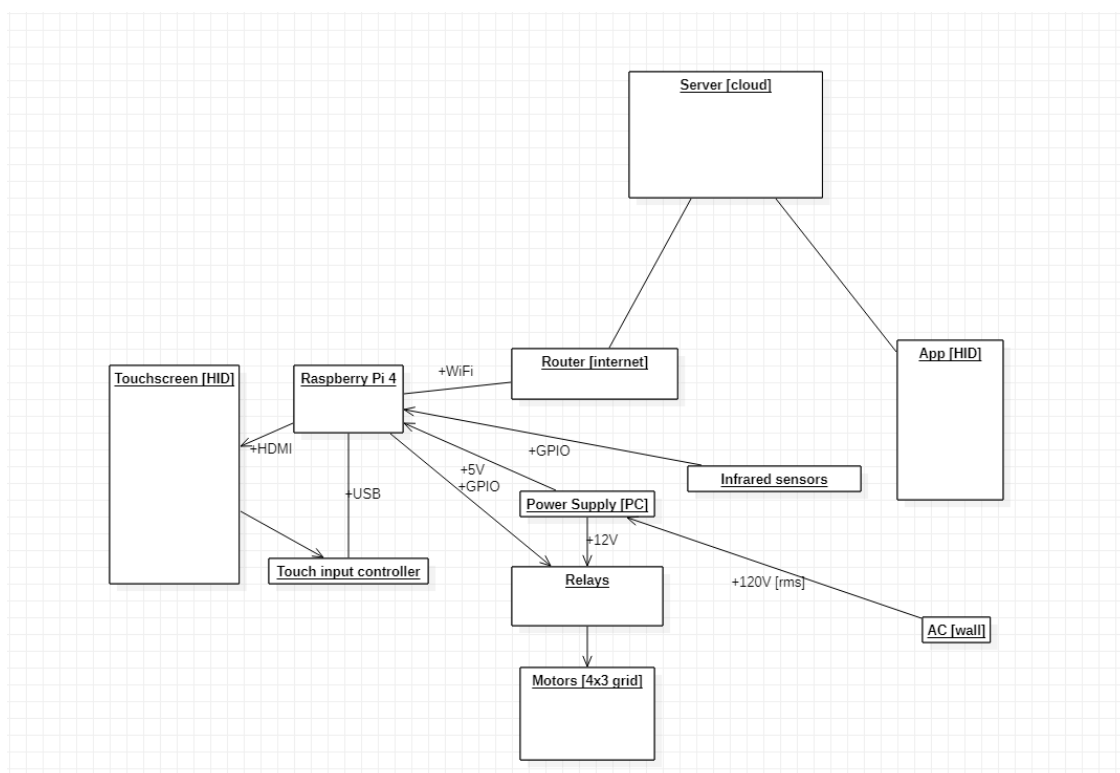 Server [cloud]
App [HID]
Router [internet]
+WiFi
Touchscreen [HID]
Raspberry Pi 4
+HDMI
+GPIO
+5V
+GPIO
Infrared sensors
+USB
Power Supply [PC]
+12V
Touch input controller
Relays
+120V [rms]
AC [wall]
Motors [4x3 grid]